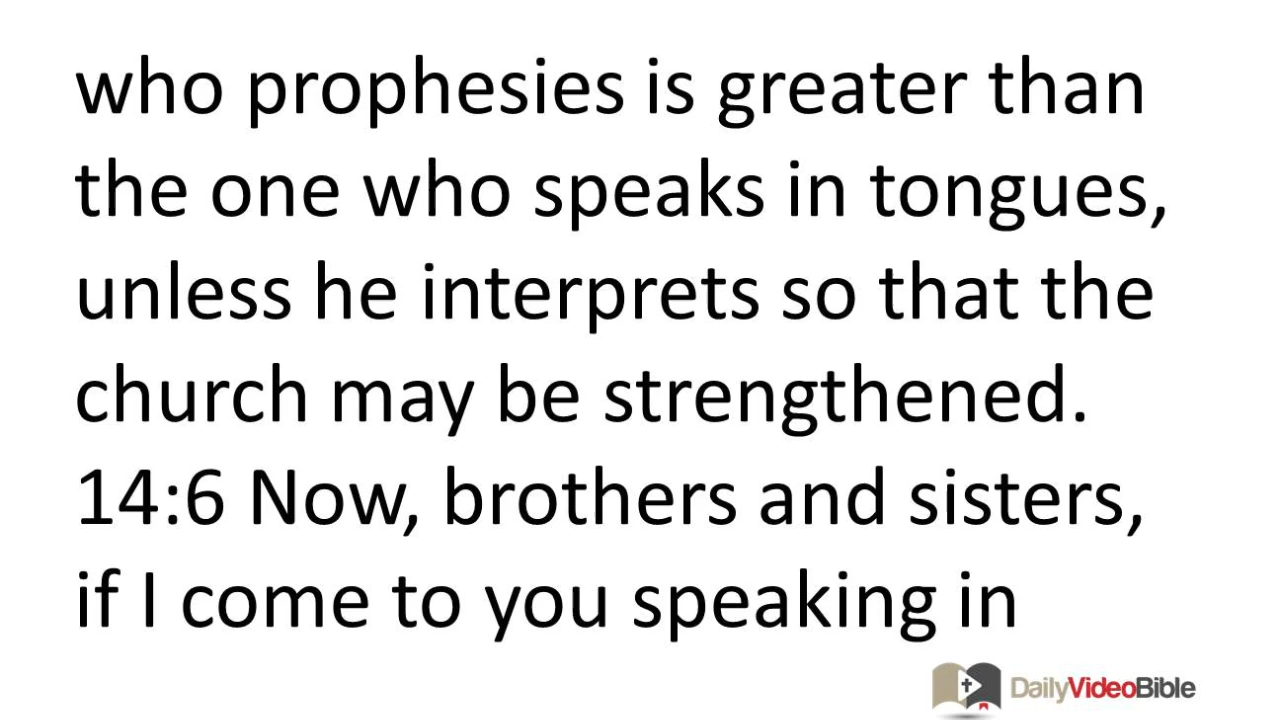 who prophesies is greater than
the one who speaks in tongues,
unless he interprets so that the
church may be strengthened.
14:6 Now, brothers and sisters,
if I come to you speaking in
DailyVideoBible